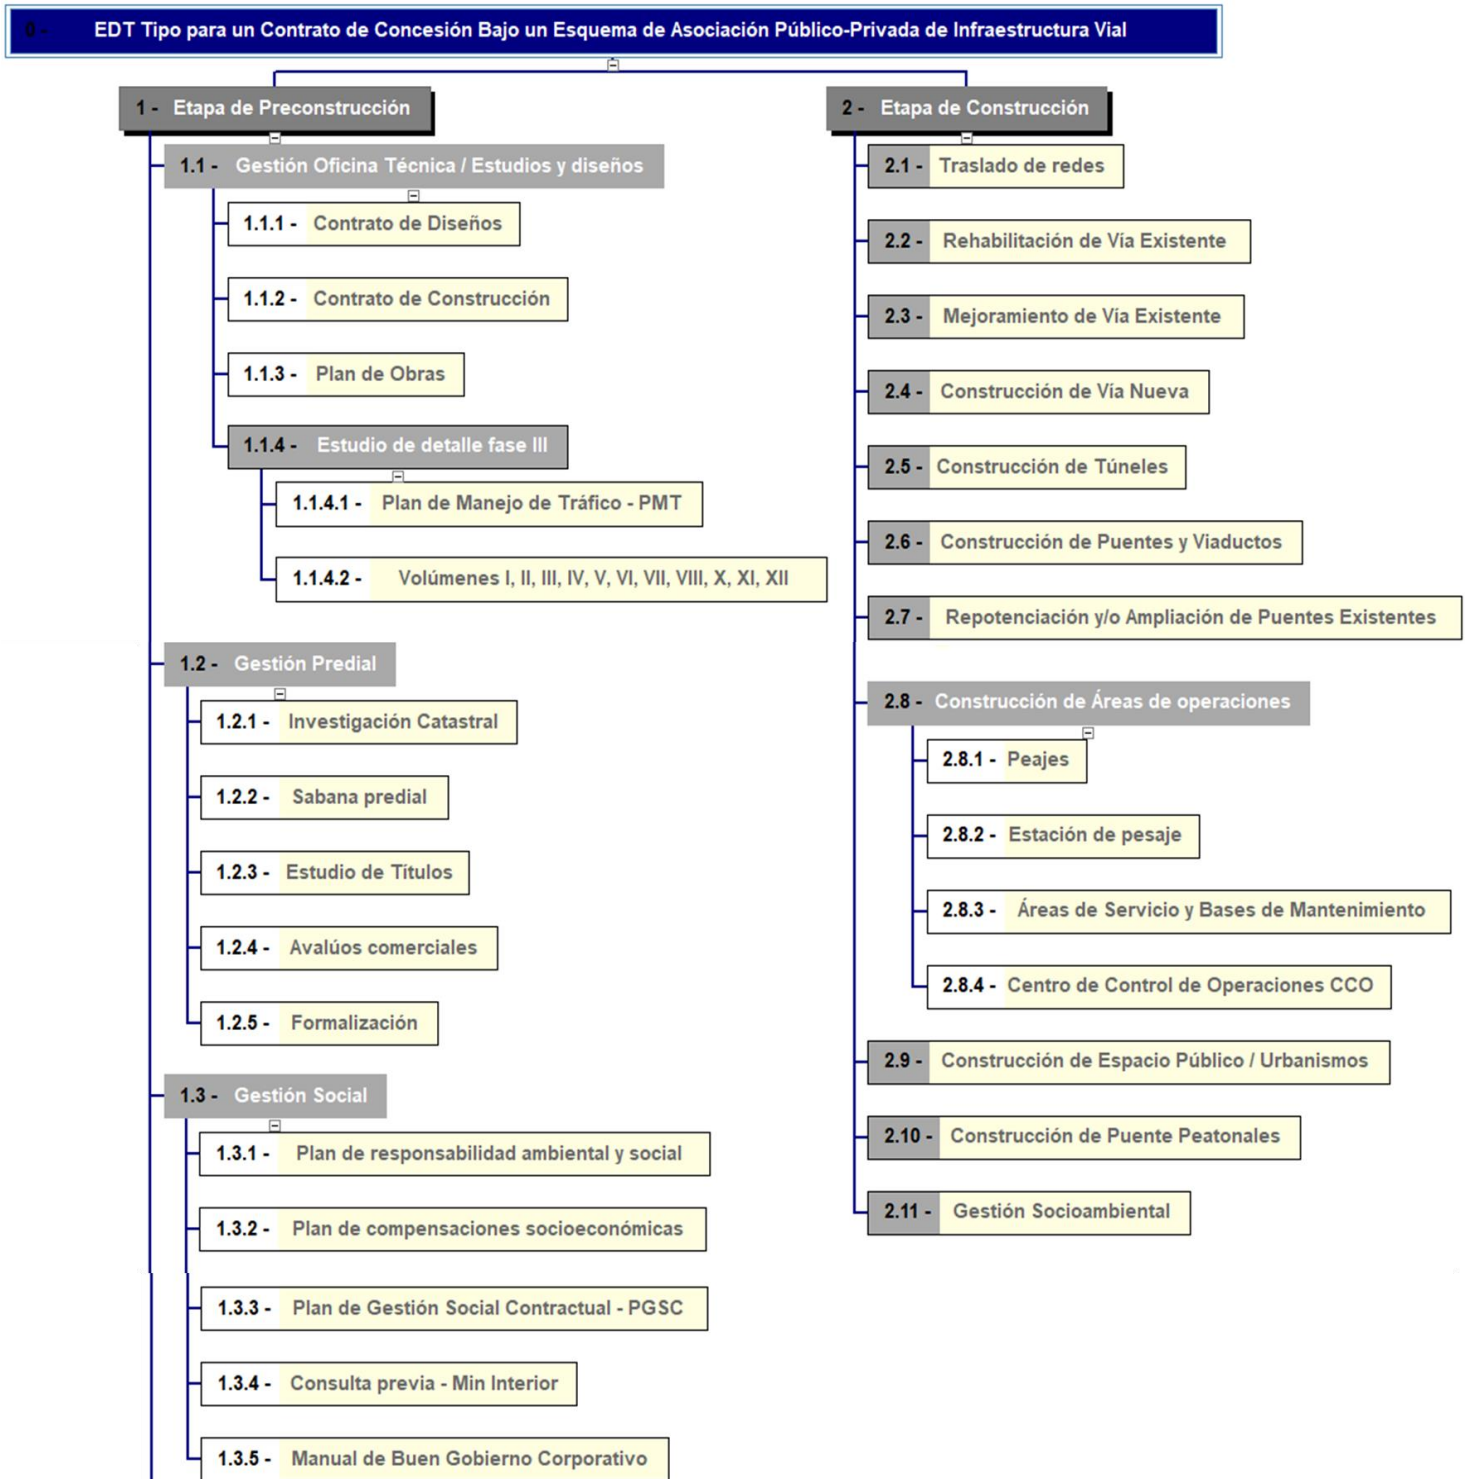 0 - EDT Tipo para un Contrato de Concesión Bajo un Esquema de Asociación Público-Privada de Infraestructura Vial
1 - Etapa de Preconstrucción
1.1 - Gestión Oficina Técnica / Estudios y diseños
1.1.1 - Contrato de Diseños
1.1.2 - Contrato de Construcción
1.1.3 - Plan de Obras
1.1.4 - Estudio de detalle fase III
1.1.4.1 - Plan de Manejo de Tráfico - PMT
1.1.4.2 - Volúmenes I, II, III, IV, V, VI, VII, VIII, X, XI, XII
1.2 - Gestión Predial
1.2.1 - Investigación Catastral
1.2.2 - Sabana predial
1.2.3 - Estudio de Títulos
1.2.4 - Avalúos comerciales
1.2.5 - Formalización
1.3 - Gestión Social
1.3.1 - Plan de responsabilidad ambiental y social
1.3.2 - Plan de compensaciones socioeconómicas
1.3.3 - Plan de Gestión Social Contractual - PGSC
1.3.4 - Consulta previa - Min Interior
1.3.5 - Manual de Buen Gobierno Corporativo
2 - Etapa de Construcción
2.1 - Traslado de redes
2.2 - Rehabilitación de Vía Existente
2.3 - Mejoramiento de Vía Existente
2.4 - Construcción de Vía Nueva
2.5 - Construcción de Túneles
2.6 - Construcción de Puentes y Viaductos
2.7 - Repotenciación y/o Ampliación de Puentes Existentes
2.8 - Construcción de Áreas de operaciones
2.8.1 - Peajes
2.8.2 - Estación de pesaje
2.8.3 - Áreas de Servicio y Bases de Mantenimiento
2.8.4 - Centro de Control de Operaciones CCO
2.9 - Construcción de Espacio Público / Urbanismos
2.10 - Construcción de Puente Peatonales
2.11 - Gestión Socioambiental